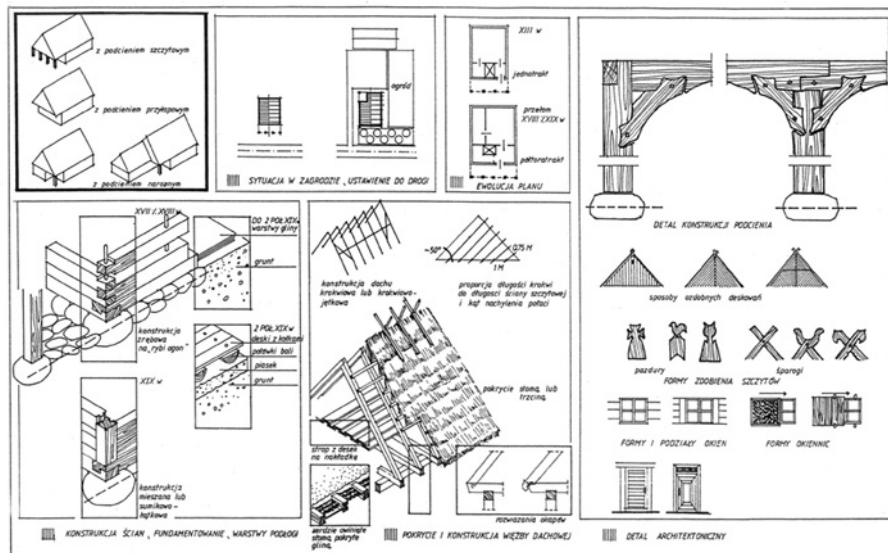 z podcieniem szczytowym
z podcieniem przyłapowym
z podcieniem narożnym
ogród
SYTUACJA W ZAGRODZIE, USTAWIENIE DO DROGI
XIII w
jednotrakt
przełom
XVIII i XIX w
półtoratrakt
EWOLUCJA PLANU
DETAL KONSTRUKCJI PODCIENIA
sposoby ozdobnych deskowań
pazdury
śparogi
FORMY ZDOBIENIA SZCZYTÓW
FORMY I PODZIAŁY OKIEN
FORMY OKIENNIC
DETAL ARCHITEKTONICZNY
XVII i XVIII w
DO 2 POŁ XIX w
warstwy gliny
grunt
konstrukcja
zrębowa
na „rybi ogon"
2 POŁ XIX w
deski z kołkami
połówki bali
piasek
grunt
XIX w
konstrukcja
mieszana lub
sumikowo-
łątkowa
KONSTRUKCJA ŚCIAN, FUNDAMENTOWANIE, WARSTWY PODŁOGI
konstrukcja dachu
krokwiowa lub krokwiowo-
jętkowa
~50°
0,75 M
1 M
proporcja długości krokwi
do długości ściany szczytowej
i kąt nachylenia połaci
pokrycie słomą lub
trzciną
strop z desek
na nakładkę
żerdzie owinięte
słomą, pokryte
gliną
rozwiązania okapów
POKRYCIE I KONSTRUKCJA WIĘŹBY DACHOWEJ